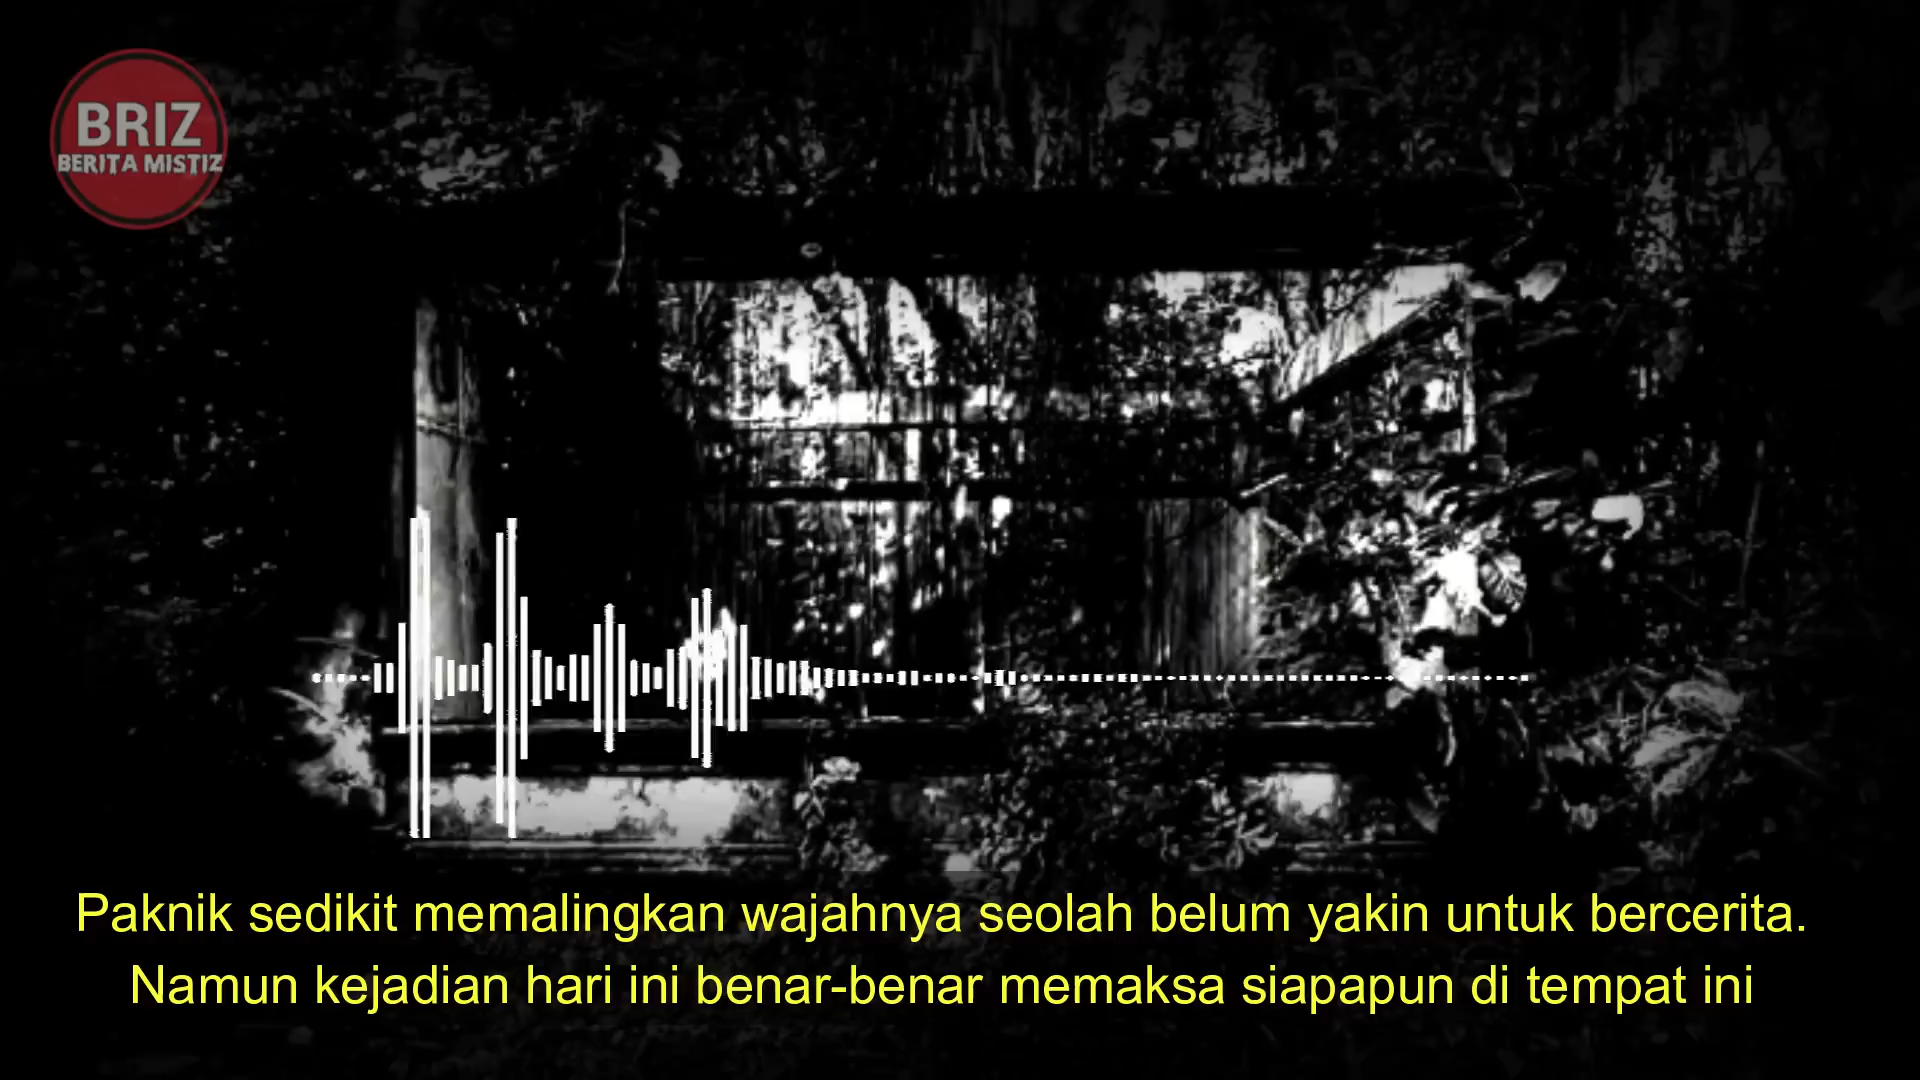 BRIZ
BERITA MISTIZ
Paknik sedikit memalingkan wajahnya seolah belum yakin untuk bercerita.
Namun kejadian hari ini benar-benar memaksa siapapun di tempat ini